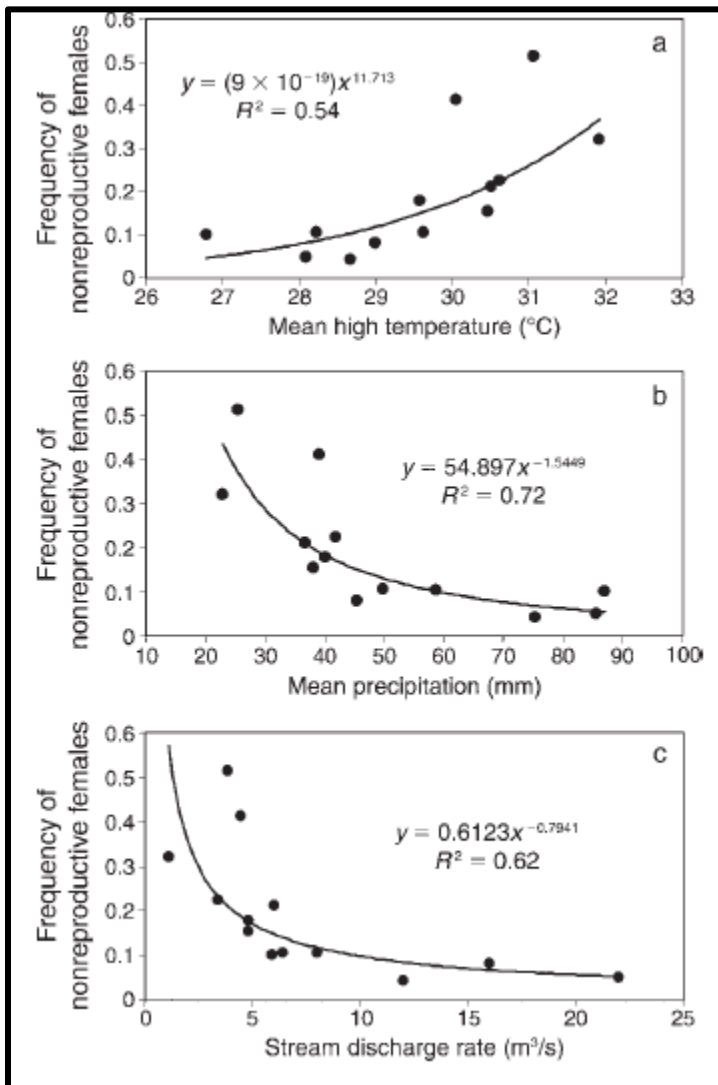 a
y = (9 × 10⁻¹⁹)x¹¹·⁷¹³
R² = 0.54
Frequency of
nonreproductive females
0.6
0.5
0.4
0.3
0.2
0.1
0
26 27 28 29 30 31 32 33
Mean high temperature (°C)
b
y = 54.897x⁻¹·⁵⁴⁴⁹
R² = 0.72
Frequency of
nonreproductive females
0.6
0.5
0.4
0.3
0.2
0.1
0
10 20 30 40 50 60 70 80 90 100
Mean precipitation (mm)
c
y = 0.6123x⁻⁰·⁷⁹⁴¹
R² = 0.62
Frequency of
nonreproductive females
0.6
0.5
0.4
0.3
0.2
0.1
0
0 5 10 15 20 25
Stream discharge rate (m³/s)